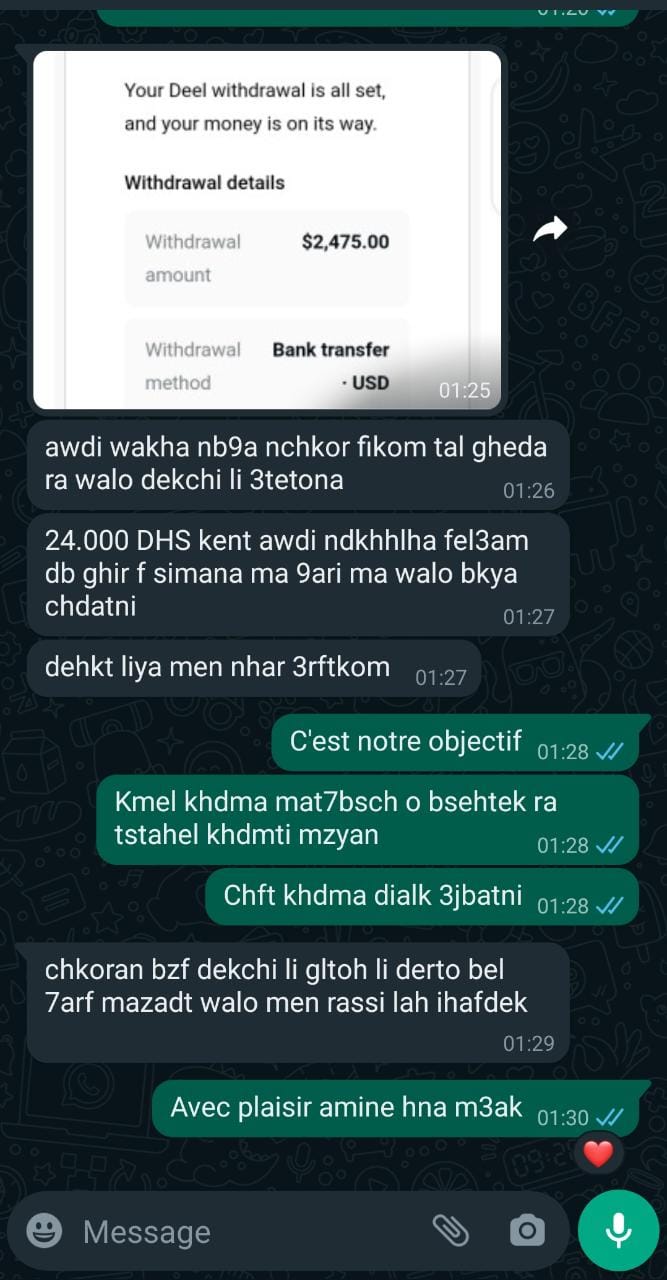 Your Deel withdrawal is all set,
and your money is on its way.
Withdrawal details
Withdrawal $2,475.00
amount
Withdrawal Bank transfer
method · USD
01:25
awdi wakha nb9a nchkor fikom tal gheda
ra walo dekchi li 3tetona
01:26
24.000 DHS kent awdi ndkhhlha fel3am
db ghir f simana ma 9ari ma walo bkya
chdatni
01:27
dehkt liya men nhar 3rftkom 01:27
C'est notre objectif 01:28
Kmel khdma mat7bsch o bsehtek ra
tstahel khdmti mzyan
01:28
Chft khdma dialk 3jbatni 01:28
chkoran bzf dekchi li gltoh li derto bel
7arf mazadt walo men rassi lah ihafdek
01:29
Avec plaisir amine hna m3ak 01:30
Message